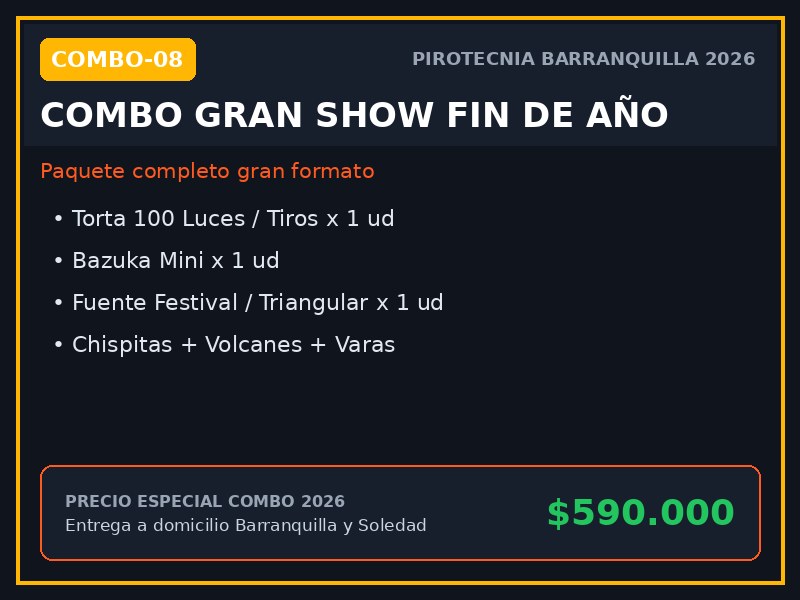 COMBO-08
PIROTECNIA BARRANQUILLA 2026
COMBO GRAN SHOW FIN DE AÑO
Paquete completo gran formato
• Torta 100 Luces / Tiros x 1 ud
• Bazuka Mini x 1 ud
• Fuente Festival / Triangular x 1 ud
• Chispitas + Volcanes + Varas
PRECIO ESPECIAL COMBO 2026
Entrega a domicilio Barranquilla y Soledad
$590.000